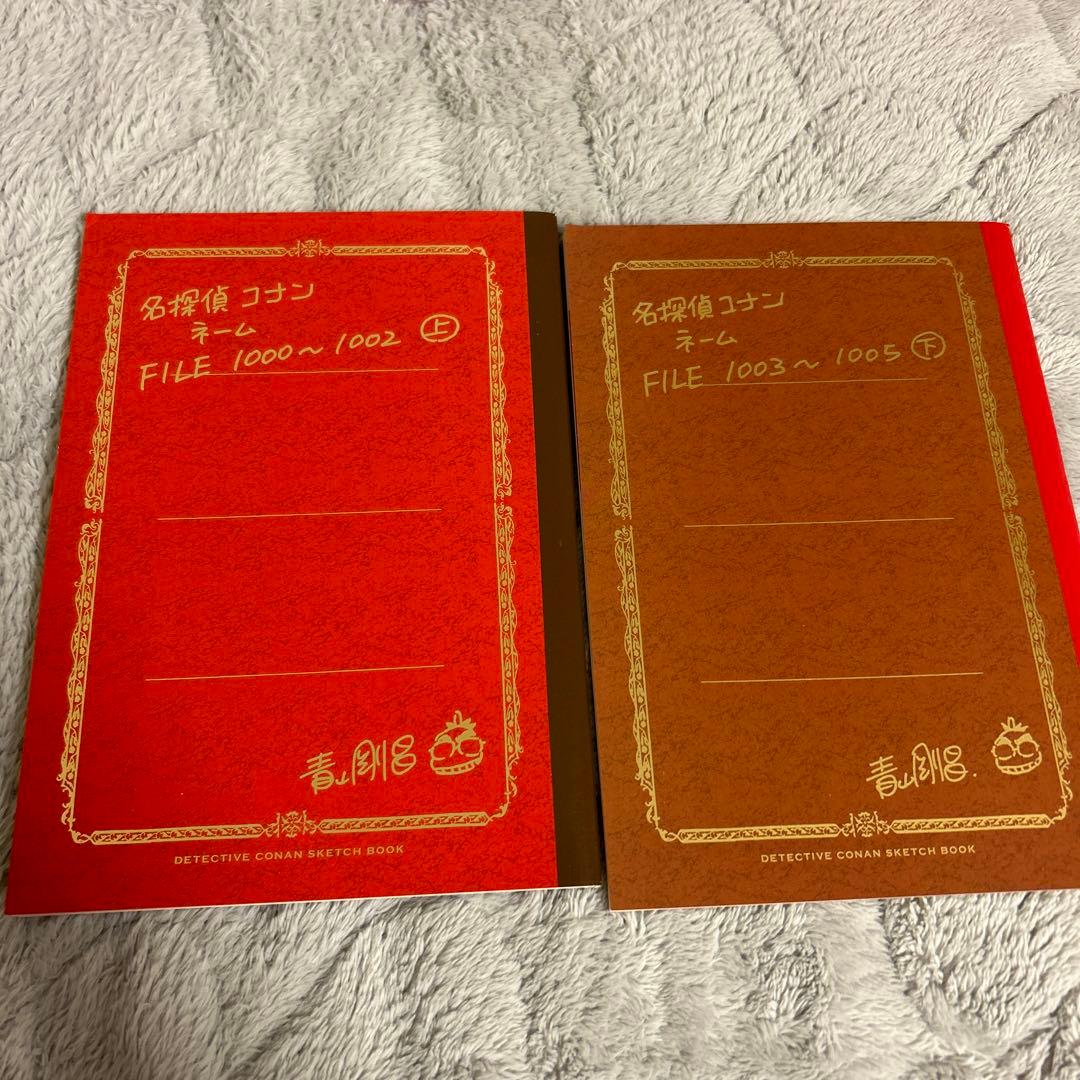 名探偵コナン
ネーム
FILE 1000〜1002 上
青山剛昌
DETECTIVE CONAN SKETCH BOOK
名探偵コナン
ネーム
FILE 1003〜1005 下
青山剛昌.
DETECTIVE CONAN SKETCH BOOK